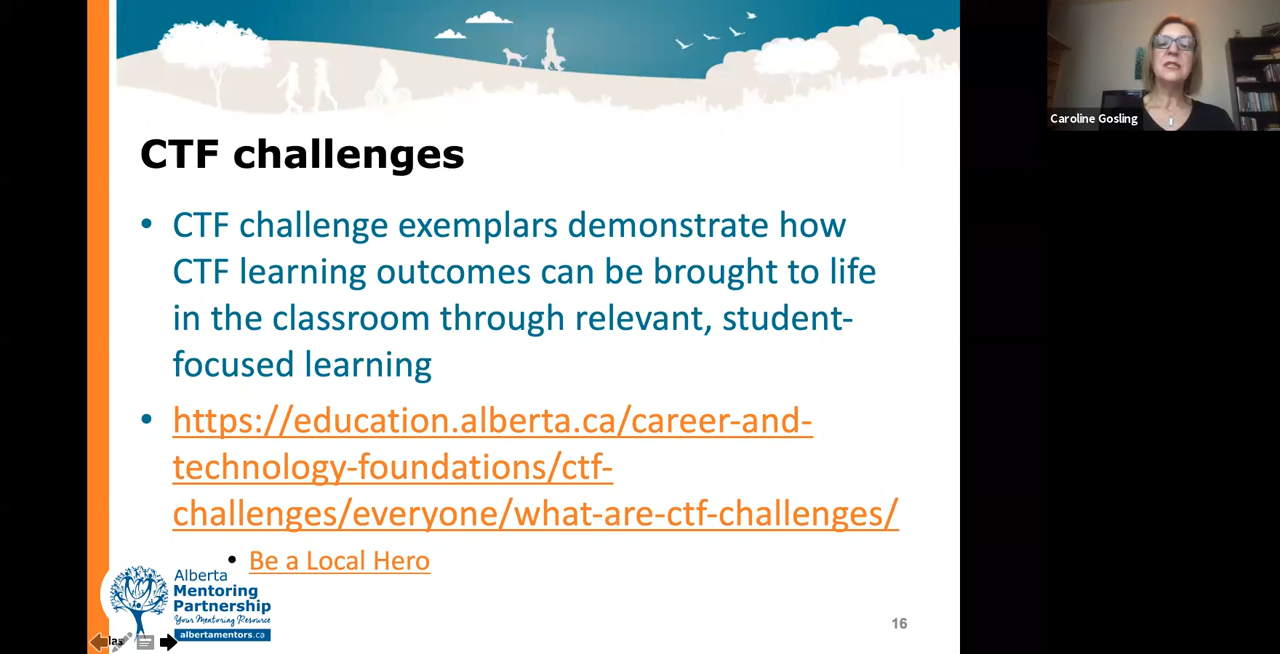 Caroline Gosling
CTF challenges
• CTF challenge exemplars demonstrate how
CTF learning outcomes can be brought to life
in the classroom through relevant, student-
focused learning
• https://education.alberta.ca/career-and-
technology-foundations/ctf-
challenges/everyone/what-are-ctf-challenges/
• Be a Local Hero
Alberta
Mentoring
Partnership
Your Mentoring Resource
albertamentors.ca
16